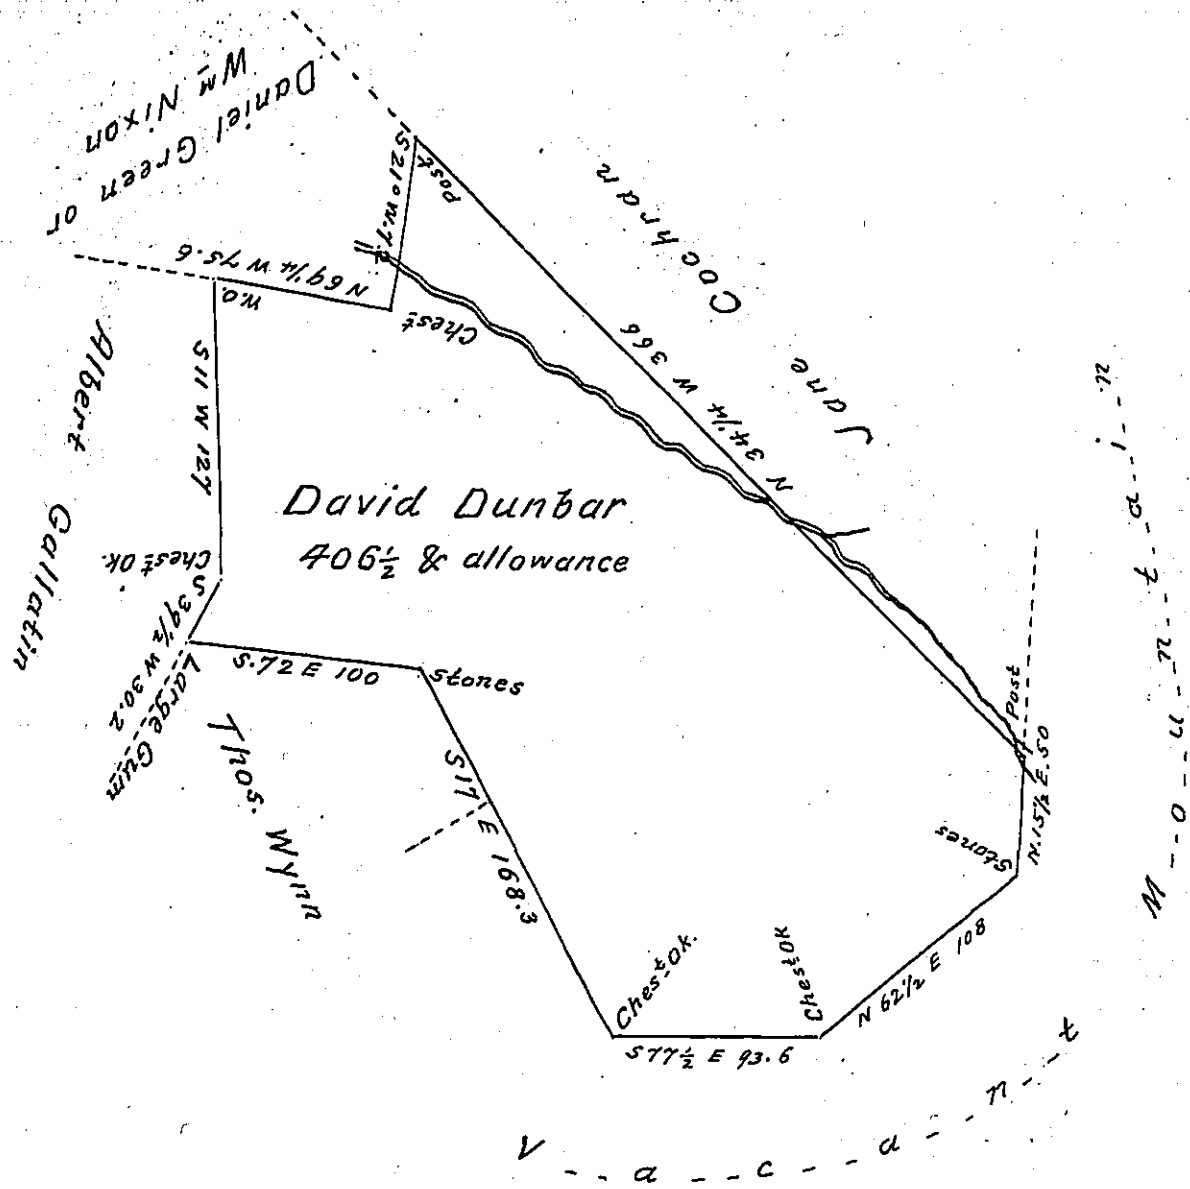 Daniel Green or
Wm Nixon
S 21° W. 72
Post
N 69 1/4 W 75.6
W.O.
Chest
Jane Cochran
N 34 1/4 W 366
Albert Gallatin
S 11 W 127
David Dunbar
406 1/2 & allowance
Chest Ok.
S 39 1/2 W 30.2
Large Gum
S. 72 E 100
stones
Thos. Wynn
S 17 E 168.3
Chest Ok.
S 77 1/2 E 93.6
Chest Ok
N 62 1/2 E 108
Stones
N. 15 1/2 E. 50
Post
Mountain
Vacant